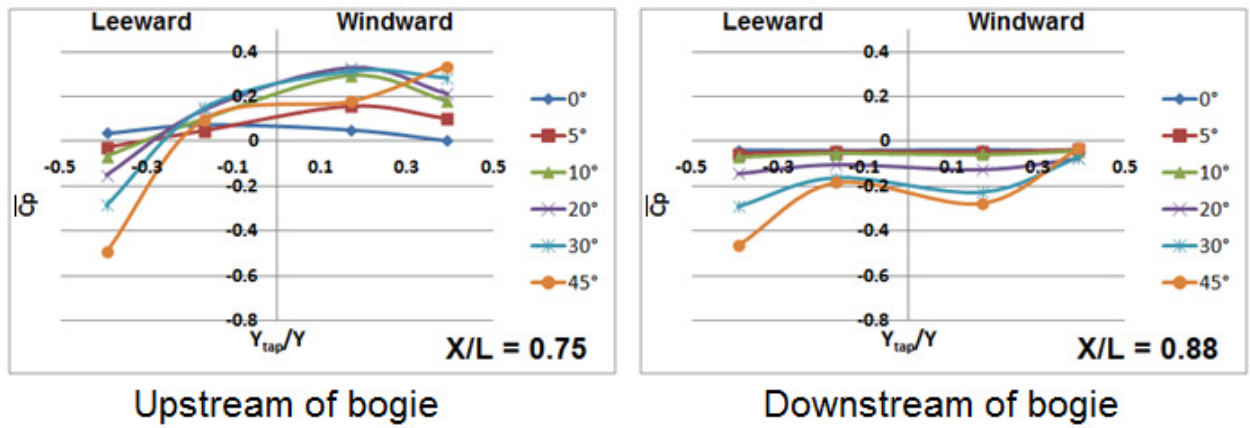 Leeward Windward
0.4
0.2
0
-0.5 -0.3 -0.1 0.1 0.3 0.5
-0.2
-0.4
-0.6
-0.8
Cp
Ytap/Y
X/L = 0.75
0°
5°
10°
20°
30°
45°
Upstream of bogie
Leeward Windward
0.4
0.2
0
-0.5 -0.3 -0.1 0.1 0.3 0.5
-0.2
-0.4
-0.6
-0.8
Cp
Ytap/Y
X/L = 0.88
0°
5°
10°
20°
30°
45°
Downstream of bogie